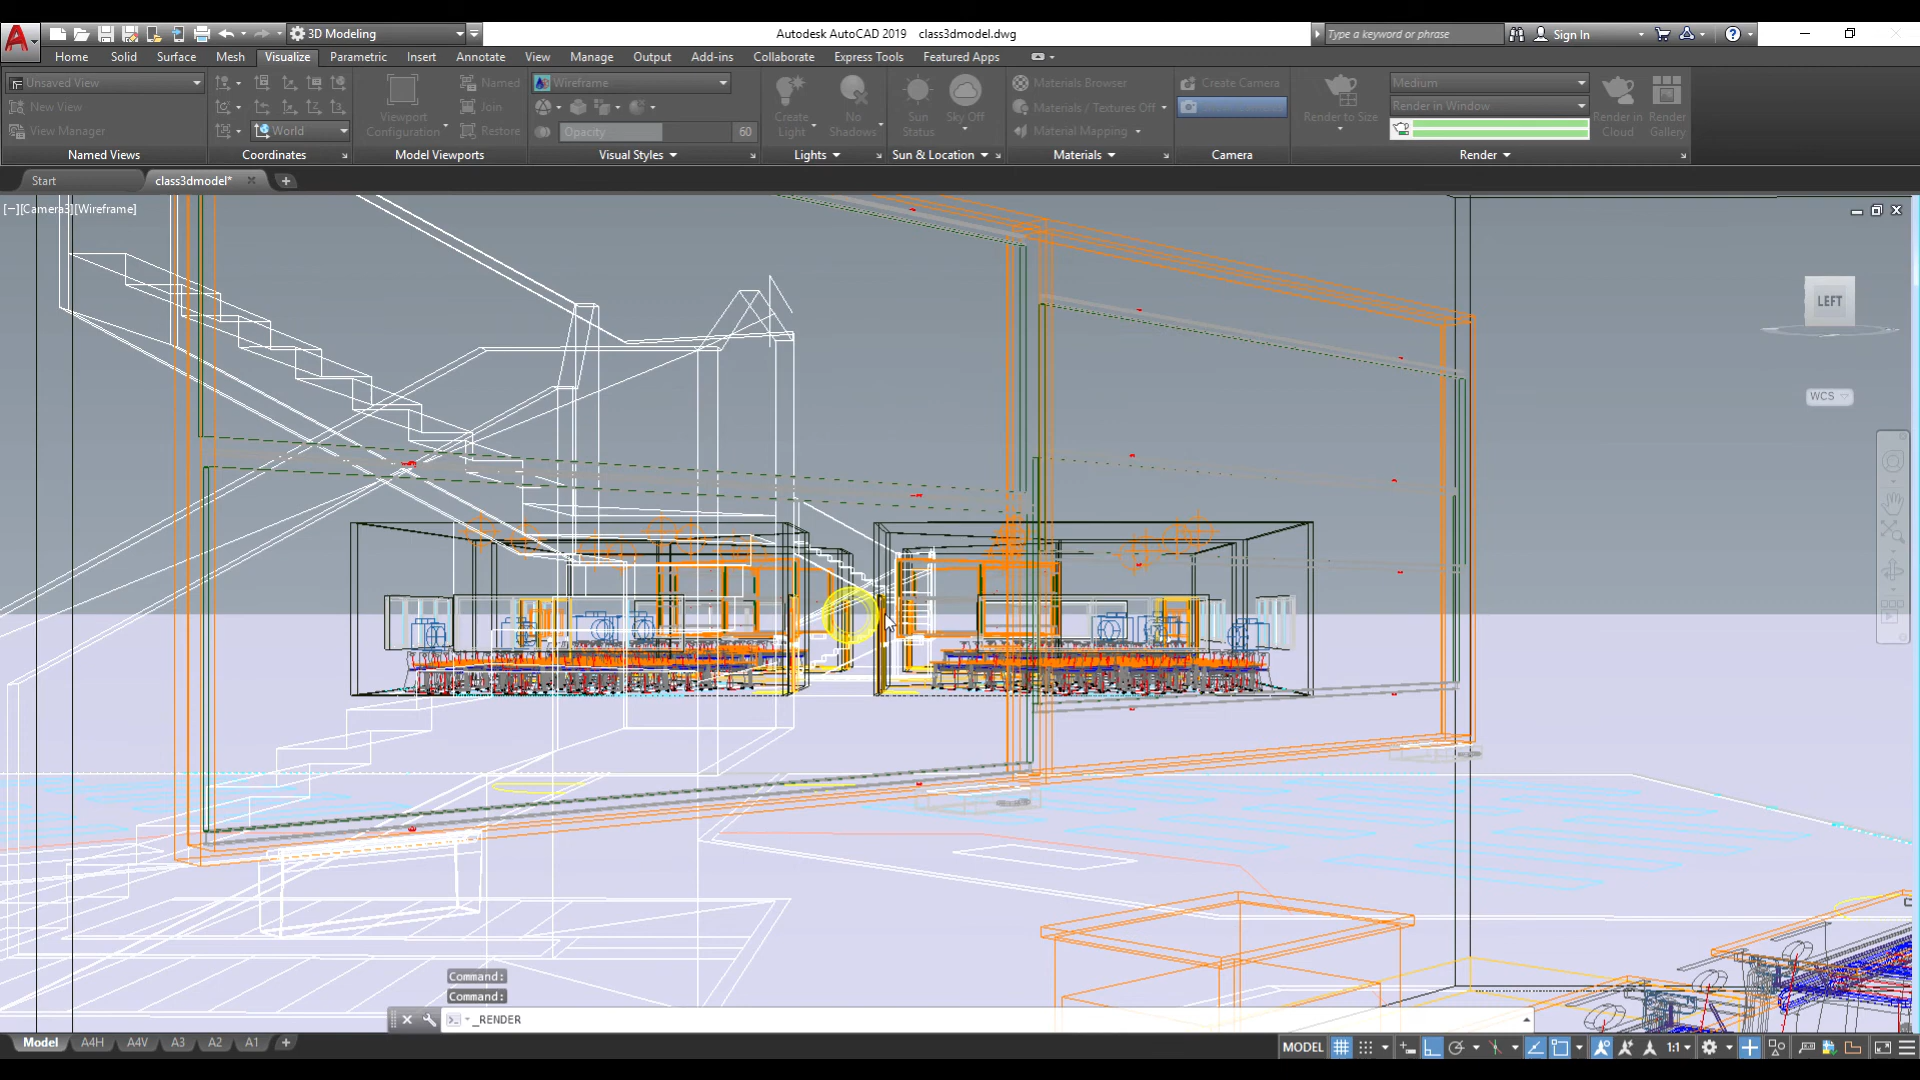 3D Modeling
Autodesk AutoCAD 2019 class3dmodel.dwg
Type a keyword or phrase
Sign In
Home Solid Surface Mesh Visualize Parametric Insert Annotate View Manage Output Add-ins Collaborate Express Tools Featured Apps
Unsaved View
New View
View Manager
Named Views
World
Coordinates
Viewport
Configuration
Named
Join
Restore
Model Viewports
Wireframe
Opacity 60
Visual Styles
Create
Light
No
Shadows
Lights
Sun
Status
Sky Off
Sun & Location
Materials Browser
Materials / Textures Off
Material Mapping
Materials
Create Camera
Camera
Render to Size
Medium
Render in Window
Render in
Cloud
Render
Gallery
Render
Start
class3dmodel*
[−][Camera3][Wireframe]
LEFT
WCS
Command:
Command:
_RENDER
Model A4H A4V A3 A2 A1
MODEL
1:1